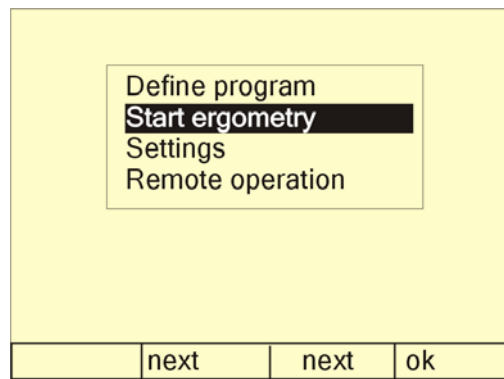 Define program
Start ergometry
Settings
Remote operation
next next ok